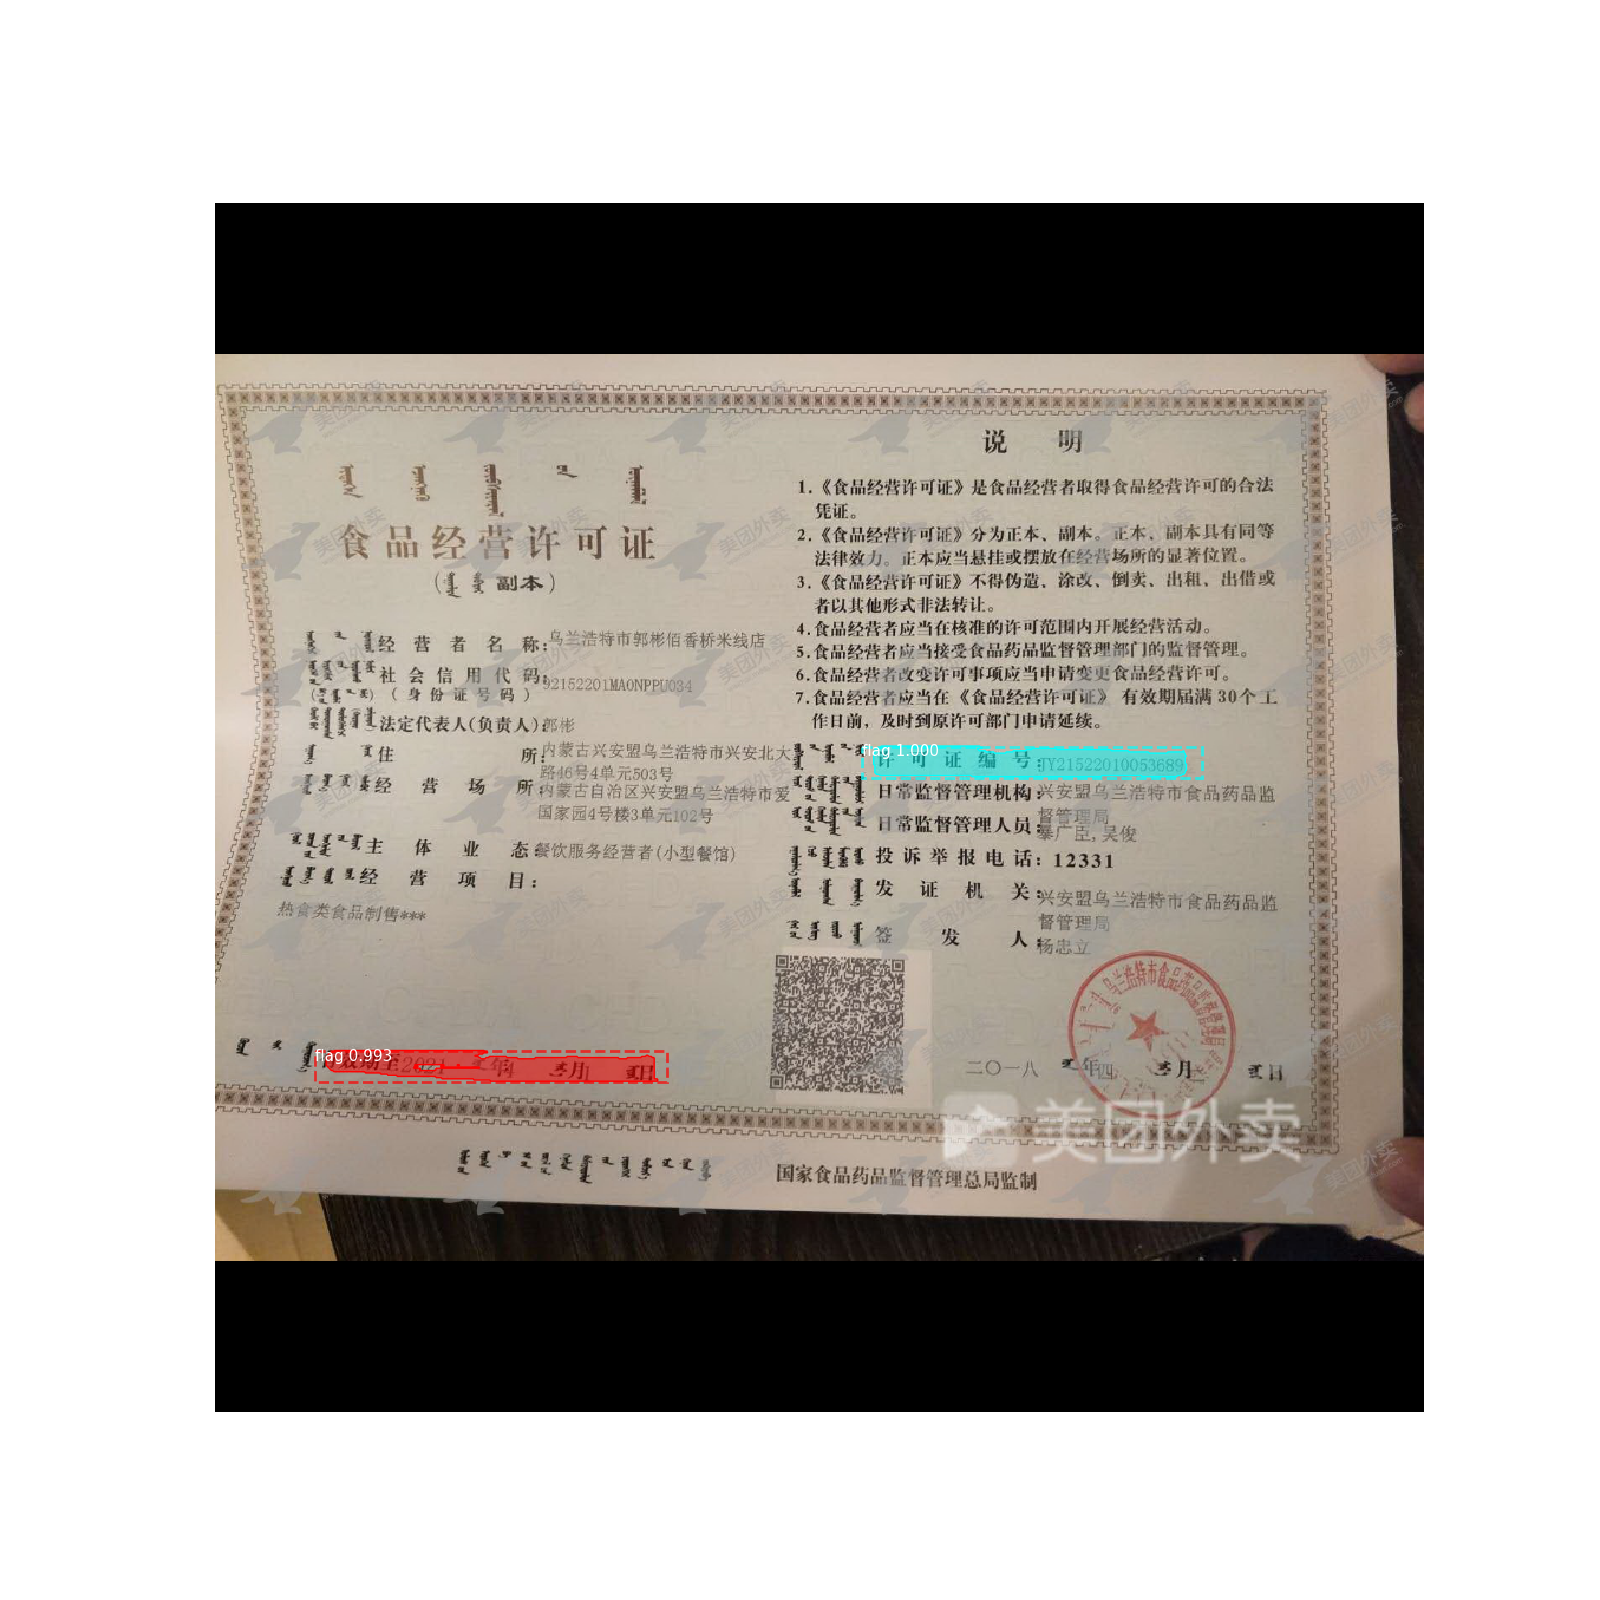 食品经营许可证
(副本)
经营者名称:乌兰浩特市郭彬佰香桥米线店
社会信用代码:92152201MA0NPPU034
(身份证号码)
法定代表人(负责人):郭彬
住所:内蒙古兴安盟乌兰浩特市兴安北大
路46号4单元503号
经营场所:内蒙古自治区兴安盟乌兰浩特市爱
国家园4号楼3单元102号
主体业态:餐饮服务经营者(小型餐馆)
经营项目:
热食类食品制售***
有效期至2021年 月 日
说明
1.《食品经营许可证》是食品经营者取得食品经营许可的合法
凭证。
2.《食品经营许可证》分为正本、副本。正本、副本具有同等
法律效力。正本应当悬挂或摆放在经营场所的显著位置。
3.《食品经营许可证》不得伪造、涂改、倒卖、出租、出借或
者以其他形式非法转让。
4.食品经营者应当在核准的许可范围内开展经营活动。
5.食品经营者应当接受食品药品监督管理部门的监督管理。
6.食品经营者改变许可事项应当申请变更食品经营许可。
7.食品经营者应当在《食品经营许可证》有效期届满30个工
作日前,及时到原许可部门申请延续。
flag 1.000
许可证编号:JY21522010053689
日常监督管理机构:兴安盟乌兰浩特市食品药品监
督管理局
日常监督管理人员:暴广臣,吴俊
投诉举报电话:12331
发证机关:兴安盟乌兰浩特市食品药品监
督管理局
签发人:杨忠立
flag 0.993
二〇一八年四月 日
美团外卖
国家食品药品监督管理总局监制